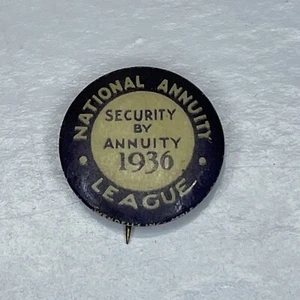 NATIONAL ANNUITY
SECURITY
BY
ANNUITY
1936
LEAGUE